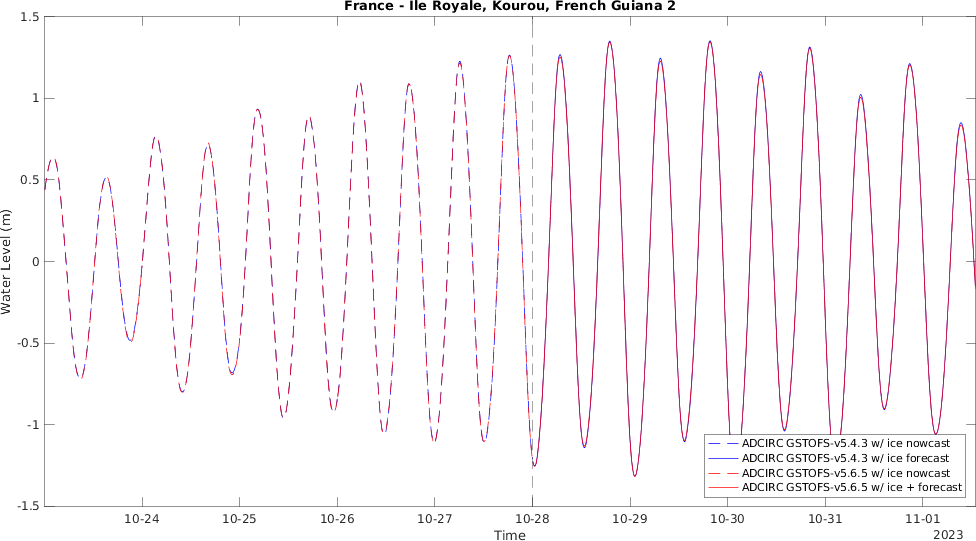 France - Ile Royale, Kourou, French Guiana 2
1.5
1
0.5
0
-0.5
-1
-1.5
Water Level (m)
10-24 10-25 10-26 10-27 10-28 10-29 10-30 10-31 11-01
Time
2023
ADCIRC GSTOFS-v5.4.3 w/ ice nowcast
ADCIRC GSTOFS-v5.4.3 w/ ice forecast
ADCIRC GSTOFS-v5.6.5 w/ ice nowcast
ADCIRC GSTOFS-v5.6.5 w/ ice + forecast